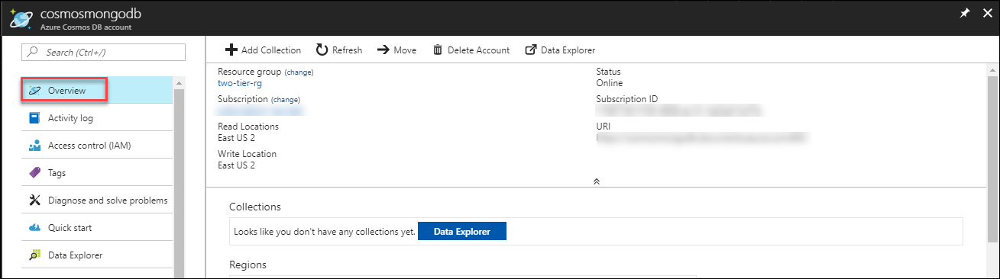 cosmosmongodb
Azure Cosmos DB account
Search (Ctrl+/)
Overview
Activity log
Access control (IAM)
Tags
Diagnose and solve problems
Quick start
Data Explorer
Add Collection Refresh Move Delete Account Data Explorer
Resource group (change)
two-tier-rg
Subscription (change)
Read Locations
East US 2
Write Location
East US 2
Status
Online
Subscription ID
URI
Collections
Looks like you don't have any collections yet. Data Explorer
Regions